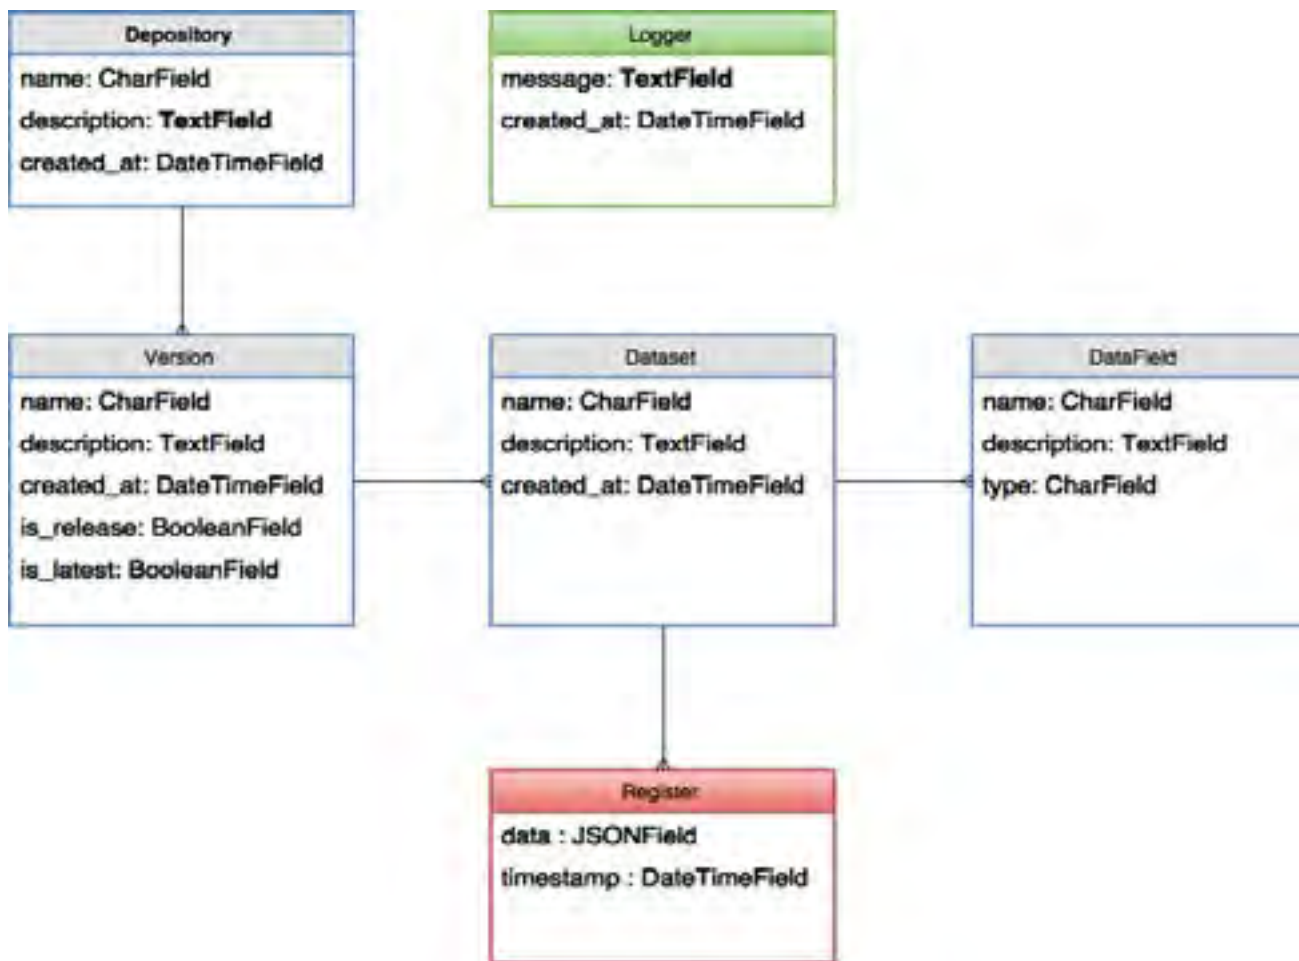 Depository
name: CharField
description: TextField
created_at: DateTimeField
Logger
message: TextField
created_at: DateTimeField
Version
name: CharField
description: TextField
created_at: DateTimeField
is_release: BooleanField
is_latest: BooleanField
Dataset
name: CharField
description: TextField
created_at: DateTimeField
DataField
name: CharField
description: TextField
type: CharField
Register
data : JSONField
timestamp : DateTimeField